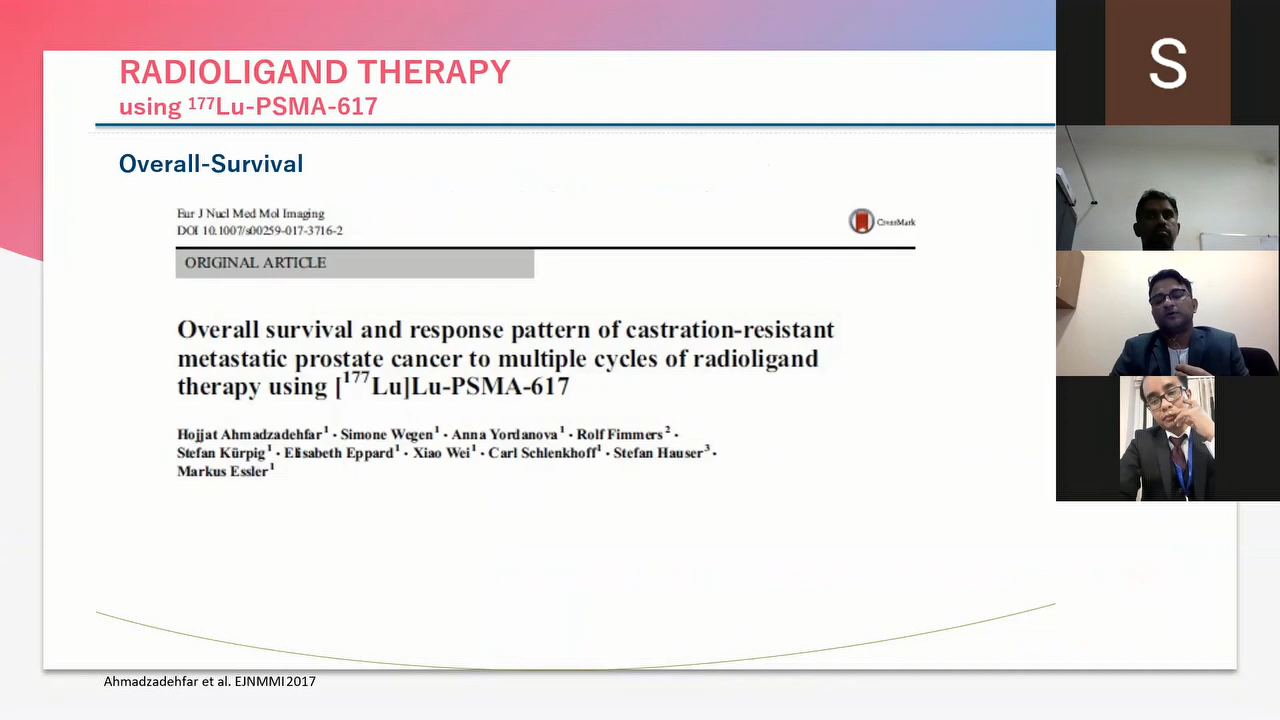 RADIOLIGAND THERAPY
using ¹⁷⁷Lu-PSMA-617
Overall-Survival
Eur J Nucl Med Mol Imaging
DOI 10.1007/s00259-017-3716-2
CrossMark
ORIGINAL ARTICLE
Overall survival and response pattern of castration-resistant
metastatic prostate cancer to multiple cycles of radioligand
therapy using [¹⁷⁷Lu]Lu-PSMA-617
Hojjat Ahmadzadehfar¹ · Simone Wegen¹ · Anna Yordanova¹ · Rolf Fimmers² ·
Stefan Kürpig¹ · Elisabeth Eppard¹ · Xiao Wei¹ · Carl Schlenkhoff¹ · Stefan Hauser³ ·
Markus Essler¹
Ahmadzadehfar et al. EJNMMI 2017
S